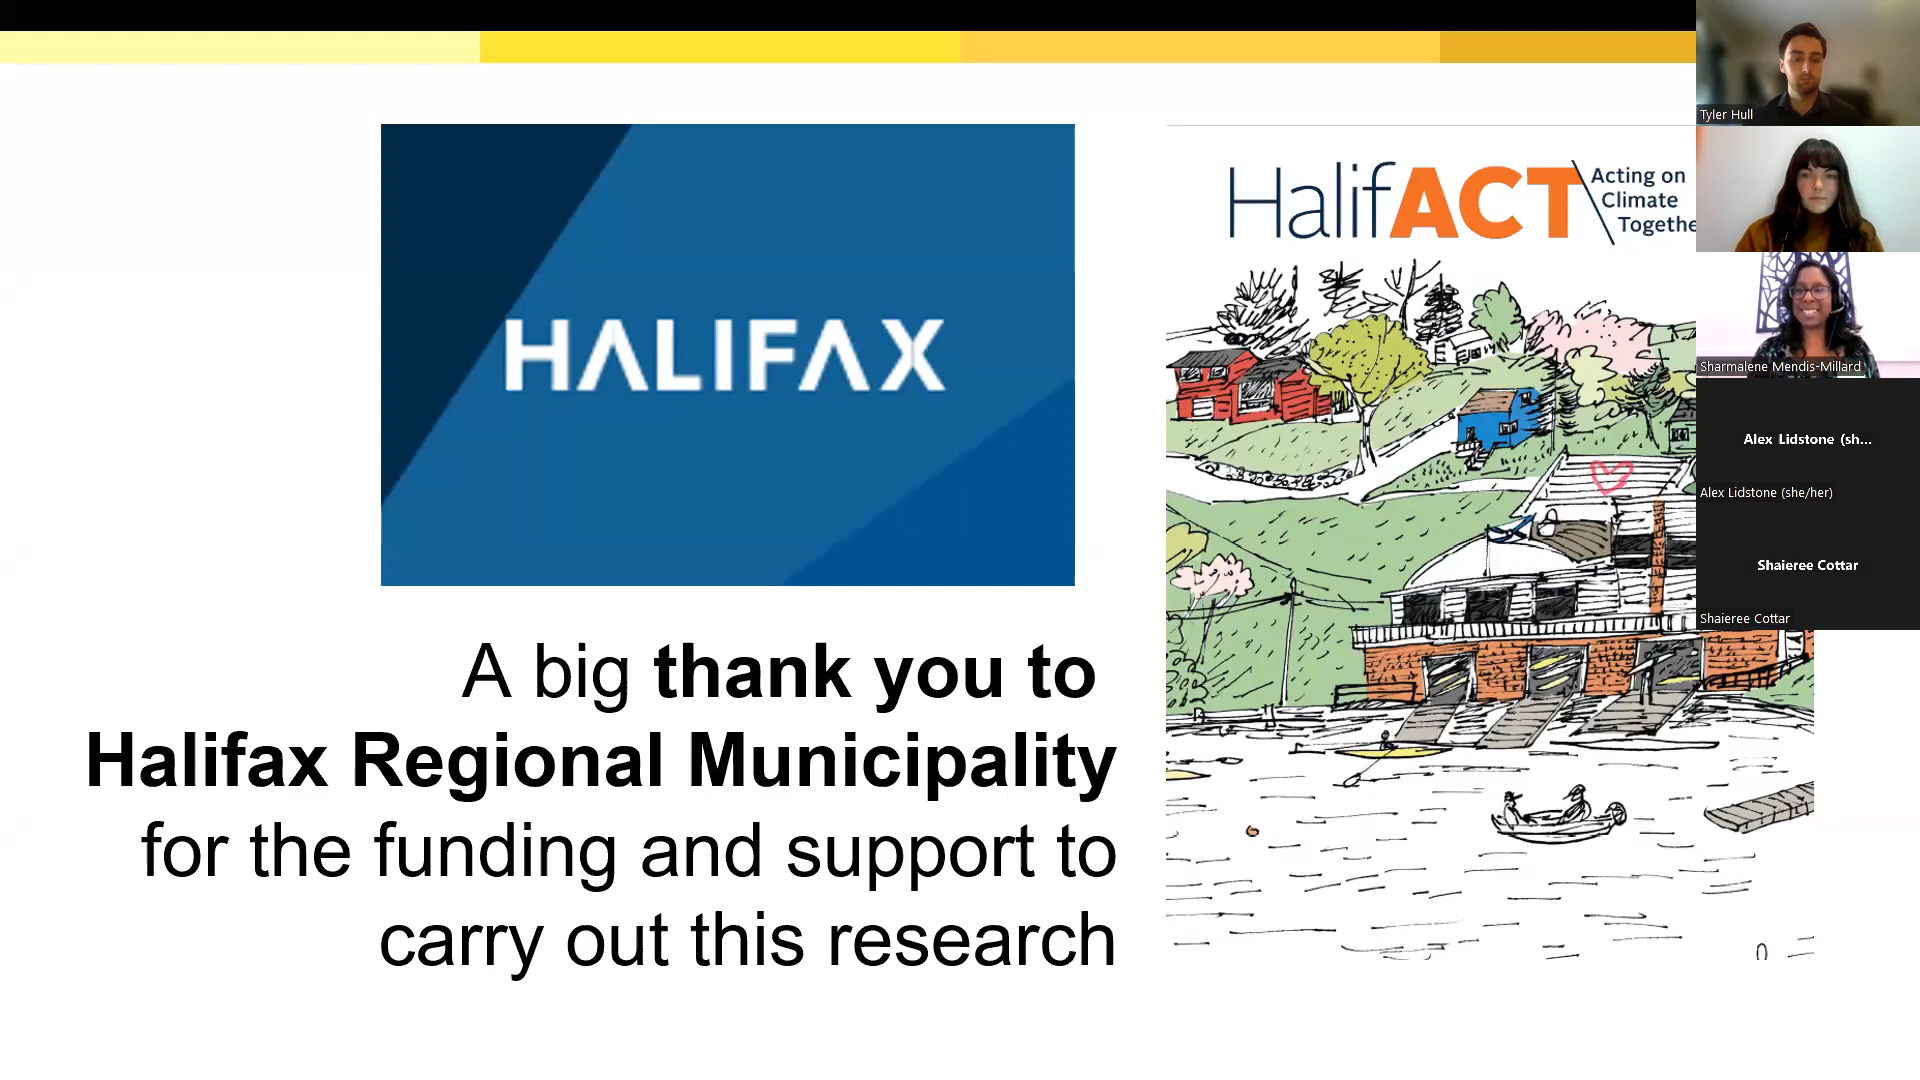 HALIFAX
A big thank you to
Halifax Regional Municipality
for the funding and support to
carry out this research
HalifACT
Acting on
Climate
Togethe
Tyler Hull
Sharmalene Mendis-Millard
Alex Lidstone (sh...
Alex Lidstone (she/her)
Shaieree Cottar
Shaieree Cottar